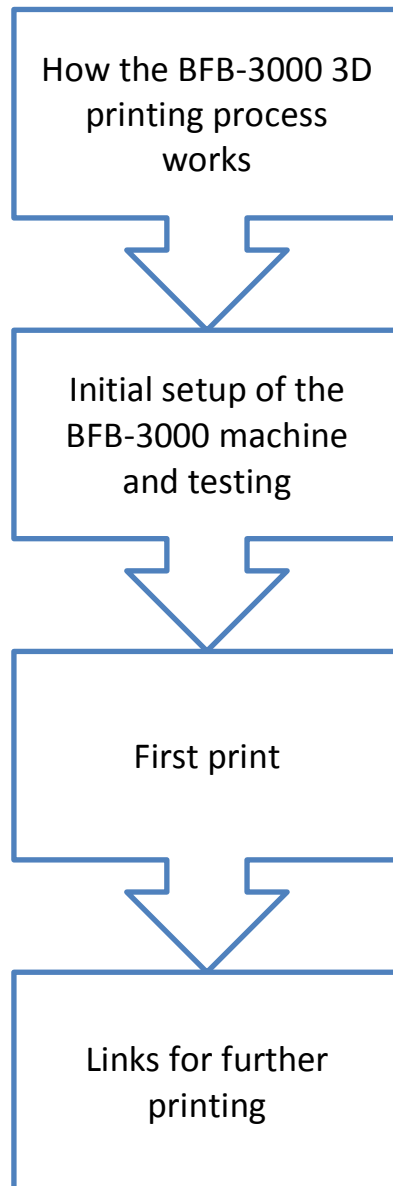 How the BFB-3000 3D
printing process
works
Initial setup of the
BFB-3000 machine
and testing
First print
Links for further
printing